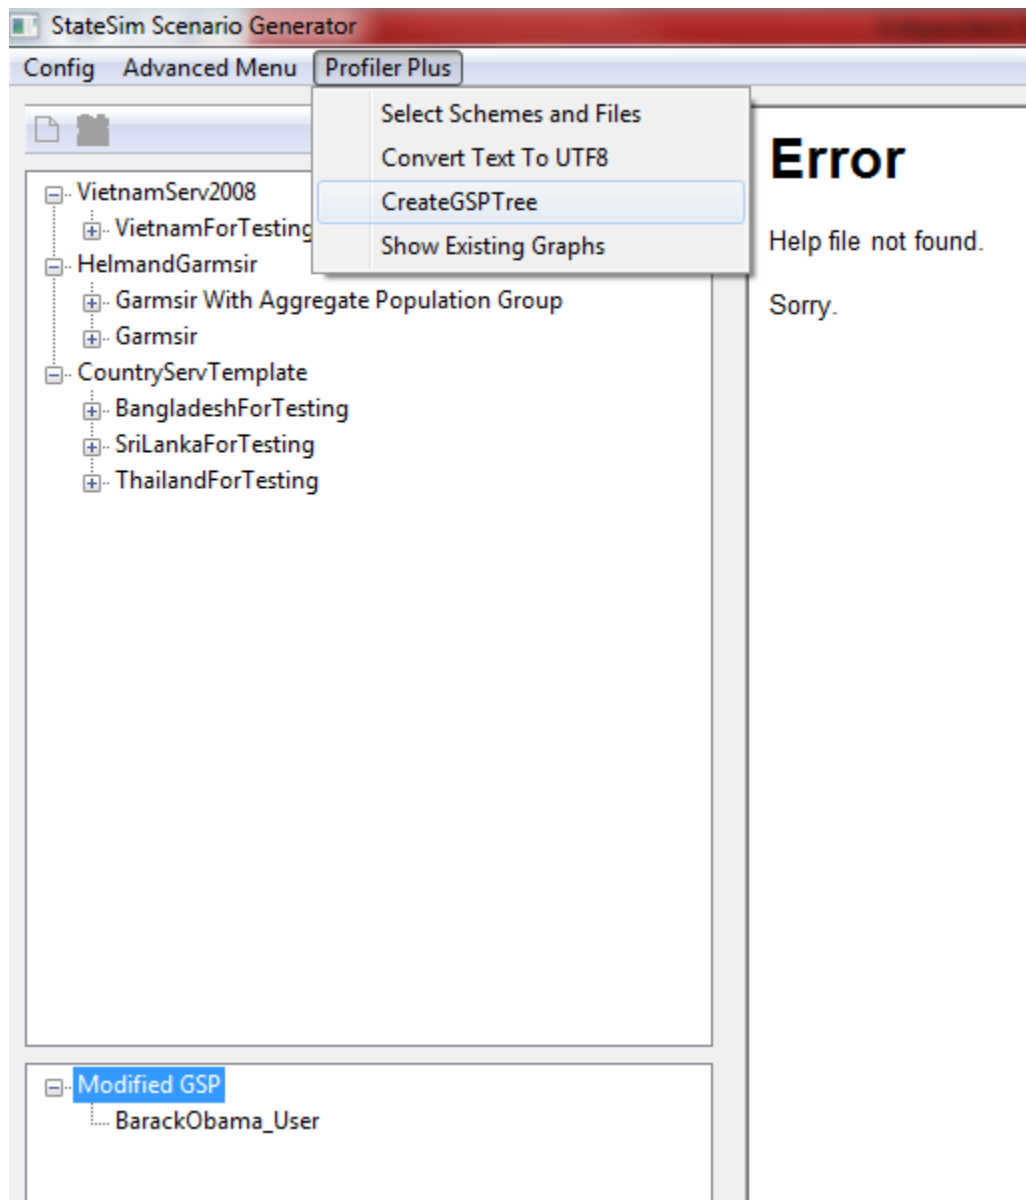 StateSim Scenario Generator
Config Advanced Menu Profiler Plus
Select Schemes and Files
Convert Text To UTF8
CreateGSPTree
Show Existing Graphs
VietnamServ2008
VietnamForTesting
HelmandGarmsir
Garmsir With Aggregate Population Group
Garmsir
CountryServTemplate
BangladeshForTesting
SriLankaForTesting
ThailandForTesting
Modified GSP
BarackObama_User
Error
Help file not found.
Sorry.